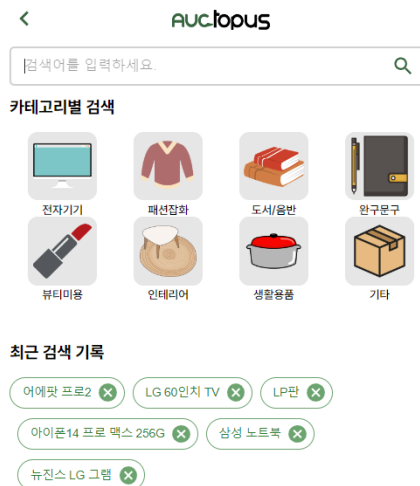 Auctopus
검색어를 입력하세요.
카테고리별 검색
전자기기 패션잡화 도서/음반 완구문구
뷰티미용 인테리어 생활용품 기타
최근 검색 기록
어에팟 프로2 LG 60인치 TV LP판
아이폰14 프로 맥스 256G 삼성 노트북
뉴진스 LG 그램